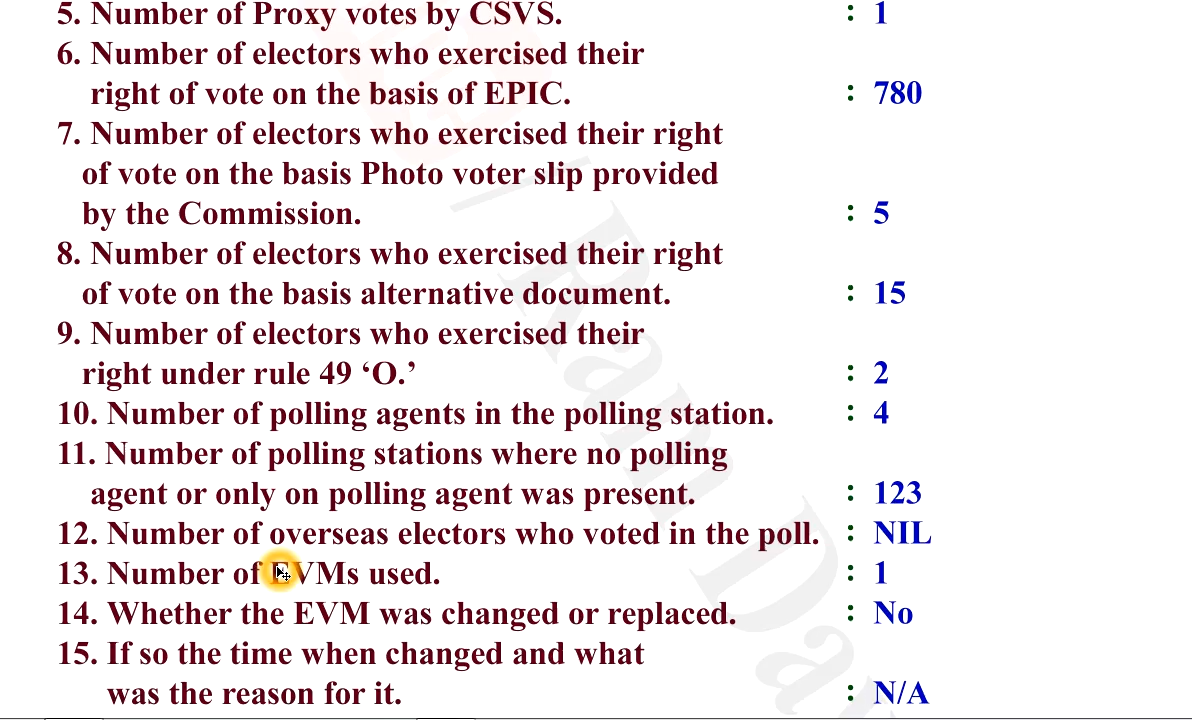 5. Number of Proxy votes by CSVS. : 1
6. Number of electors who exercised their
right of vote on the basis of EPIC. : 780
7. Number of electors who exercised their right
of vote on the basis Photo voter slip provided
by the Commission. : 5
8. Number of electors who exercised their right
of vote on the basis alternative document. : 15
9. Number of electors who exercised their
right under rule 49 ‘O.’ : 2
10. Number of polling agents in the polling station. : 4
11. Number of polling stations where no polling
agent or only on polling agent was present. : 123
12. Number of overseas electors who voted in the poll. : NIL
13. Number of EVMs used. : 1
14. Whether the EVM was changed or replaced. : No
15. If so the time when changed and what
was the reason for it. : N/A
/ Ram